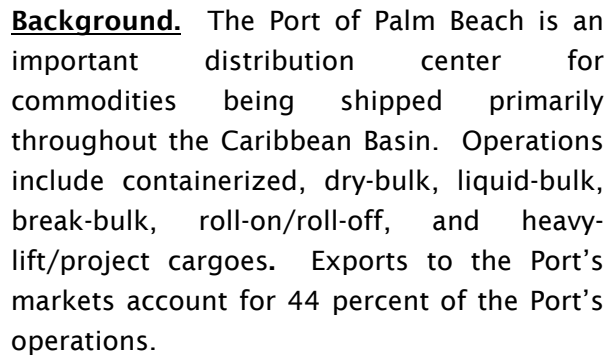 Background. The Port of Palm Beach is an
important distribution center for
commodities being shipped primarily
throughout the Caribbean Basin. Operations
include containerized, dry-bulk, liquid-bulk,
break-bulk, roll-on/roll-off, and heavy-
lift/project cargoes. Exports to the Port's
markets account for 44 percent of the Port's
operations.